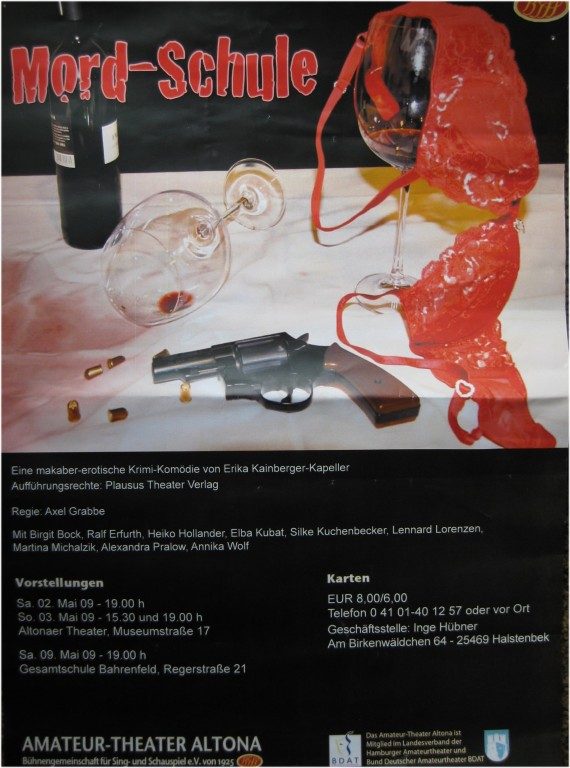 Mord-Schule
Eine makaber-erotische Krimi-Komödie von Erika Kainberger-Kapeller
Aufführungsrechte: Plausus Theater Verlag
Regie: Axel Grabbe
Mit Birgit Bock, Ralf Erfurth, Heiko Hollander, Elba Kubat, Silke Kuchenbecker, Lennard Lorenzen,
Martina Michalzik, Alexandra Pralow, Annika Wolf
Vorstellungen
Sa. 02. Mai 09 - 19.00 h
So. 03. Mai 09 - 15.30 und 19.00 h
Altonaer Theater, Museumstraße 17
Sa. 09. Mai 09 - 19.00 h
Gesamtschule Bahrenfeld, Regerstraße 21
Karten
EUR 8,00/6,00
Telefon 0 41 01-40 12 57 oder vor Ort
Geschäftsstelle: Inge Hübner
Am Birkenwäldchen 64 - 25469 Halstenbek
AMATEUR-THEATER ALTONA
Bühnengemeinschaft für Sing- und Schauspiel e.V. von 1925
BDAT
Das Amateur-Theater Altona ist
Mitglied im Landesverband der
Hamburger Amateurtheater und
Bund Deutscher Amateurtheater BDAT